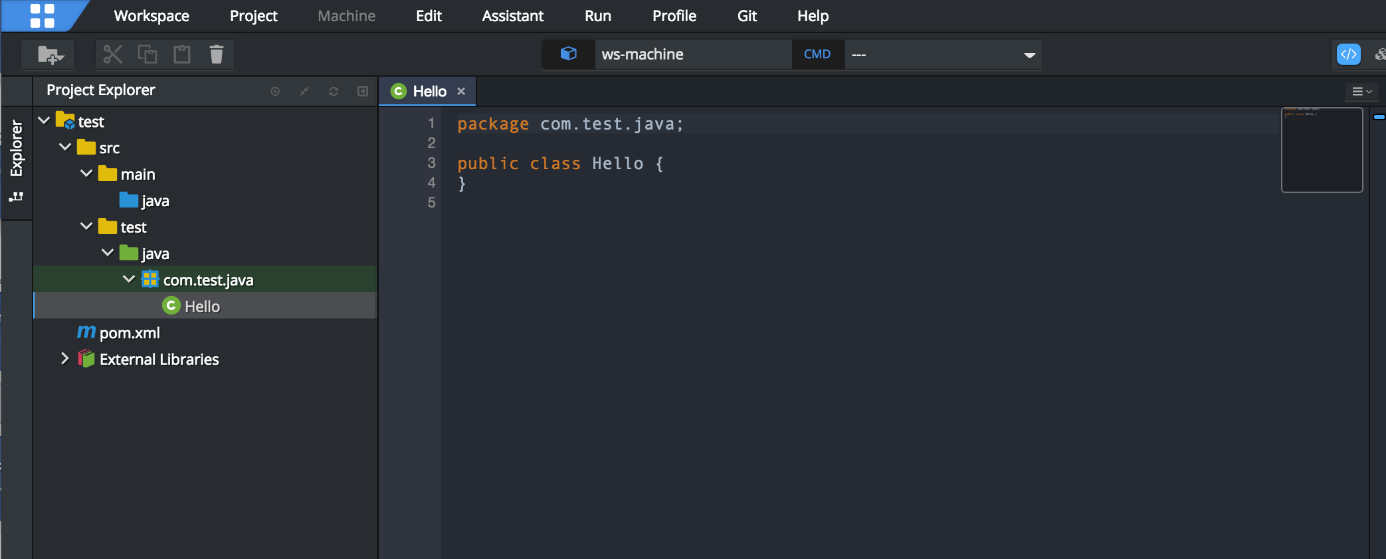 Workspace Project Machine Edit Assistant Run Profile Git Help
ws-machine CMD ---
Explorer
Project Explorer
test
src
main
java
test
java
com.test.java
C Hello
m pom.xml
External Libraries
C Hello ×
1 package com.test.java;
2
3 public class Hello {
4 }
5